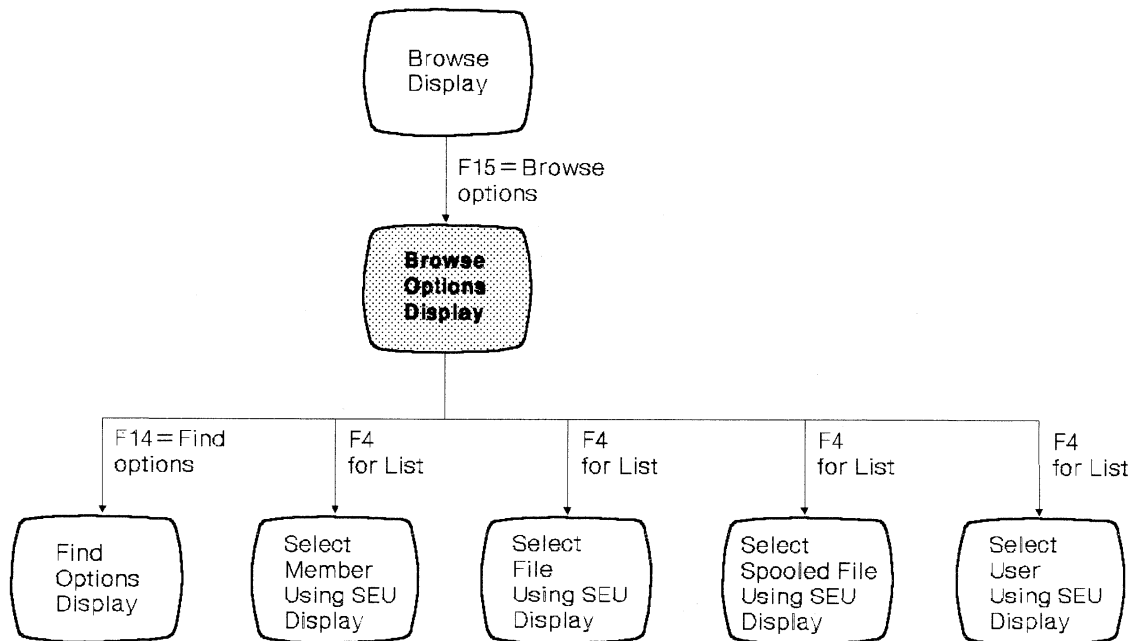 Browse
Display
F15=Browse
options
Browse
Options
Display
F14=Find
options
F4
for List
F4
for List
F4
for List
F4
for List
Find
Options
Display
Select
Member
Using SEU
Display
Select
File
Using SEU
Display
Select
Spooled File
Using SEU
Display
Select
User
Using SEU
Display